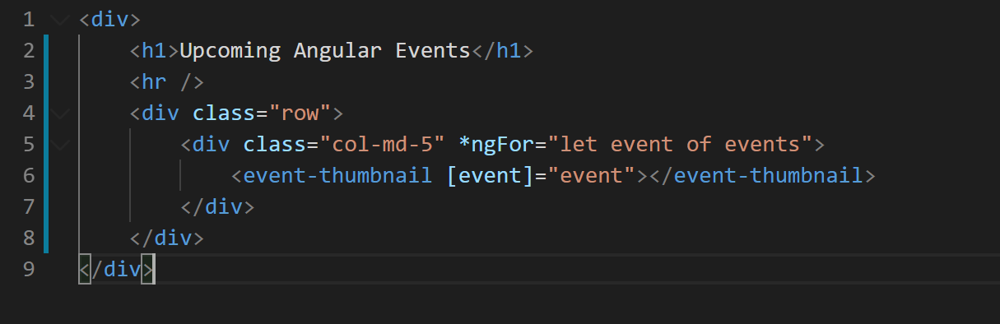 1 <div>
2     <h1>Upcoming Angular Events</h1>
3     <hr />
4     <div class="row">
5         <div class="col-md-5" *ngFor="let event of events">
6             <event-thumbnail [event]="event"></event-thumbnail>
7         </div>
8     </div>
9 </div>